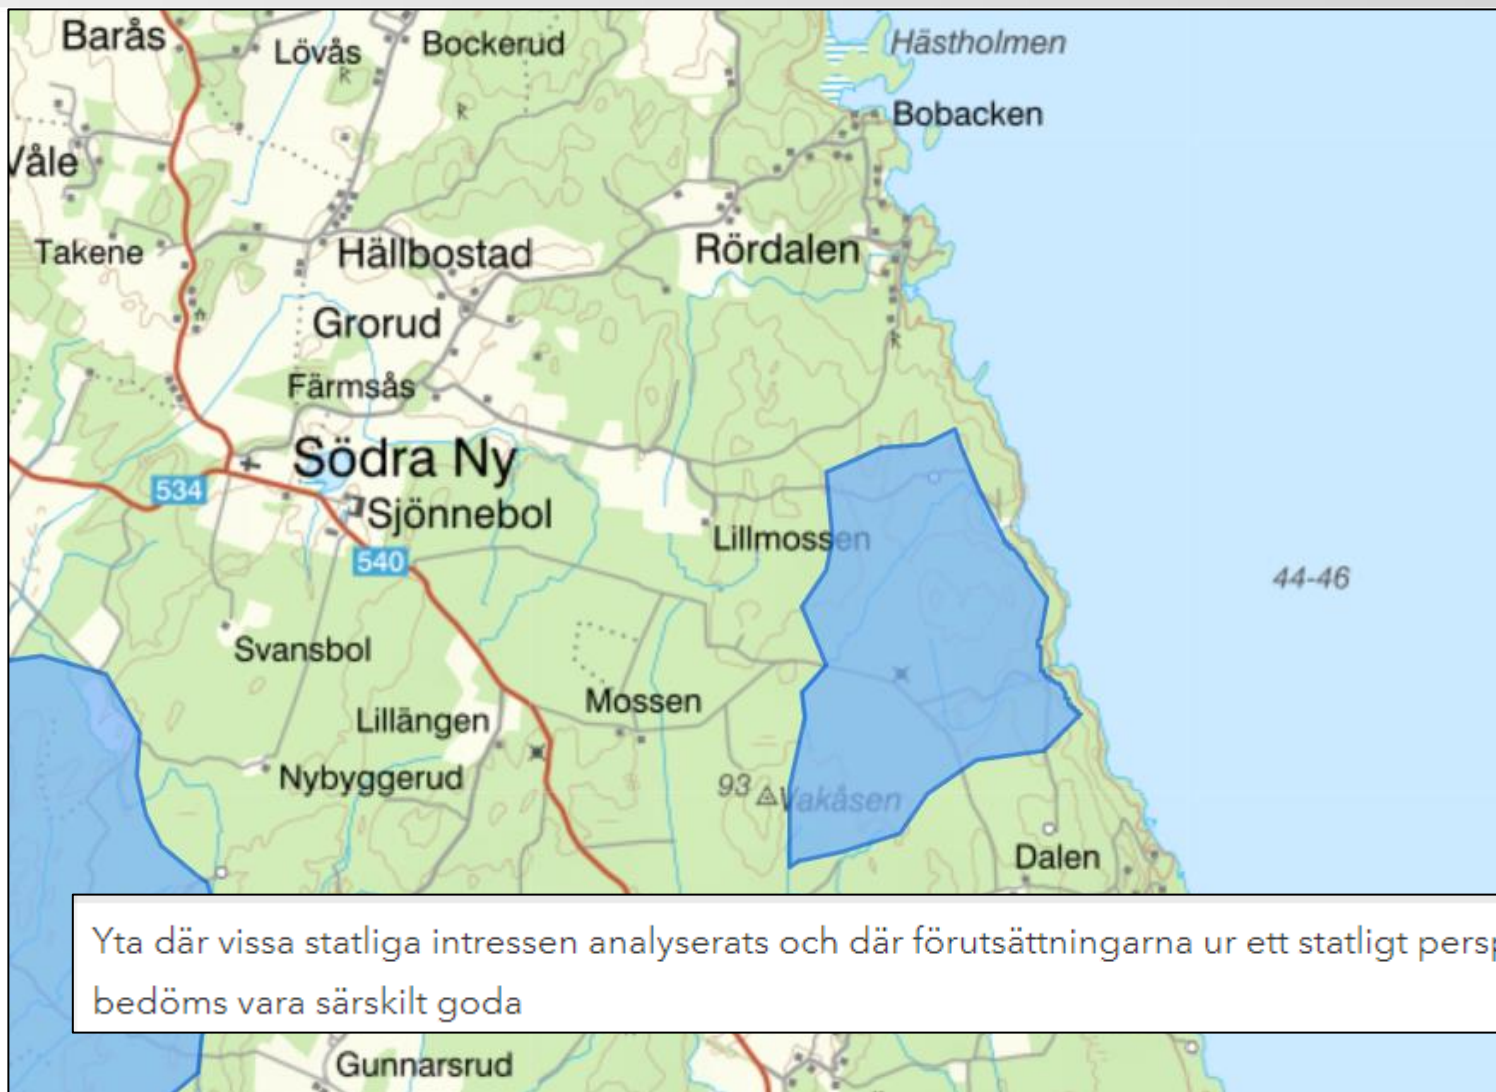 Barås
Lövås
Bockerud
Hästholmen
Bobacken
Våle
Takene
Hällbostad
Rördalen
Grorud
Färmsås
Södra Ny
534
Sjönnebol
Lillmossen
540
44-46
Svansbol
Mossen
Lillängen
Nybyggerud
93
Vakåsen
Dalen
Yta där vissa statliga intressen analyserats och där förutsättningarna ur ett statligt persp
bedöms vara särskilt goda
Gunnarsrud